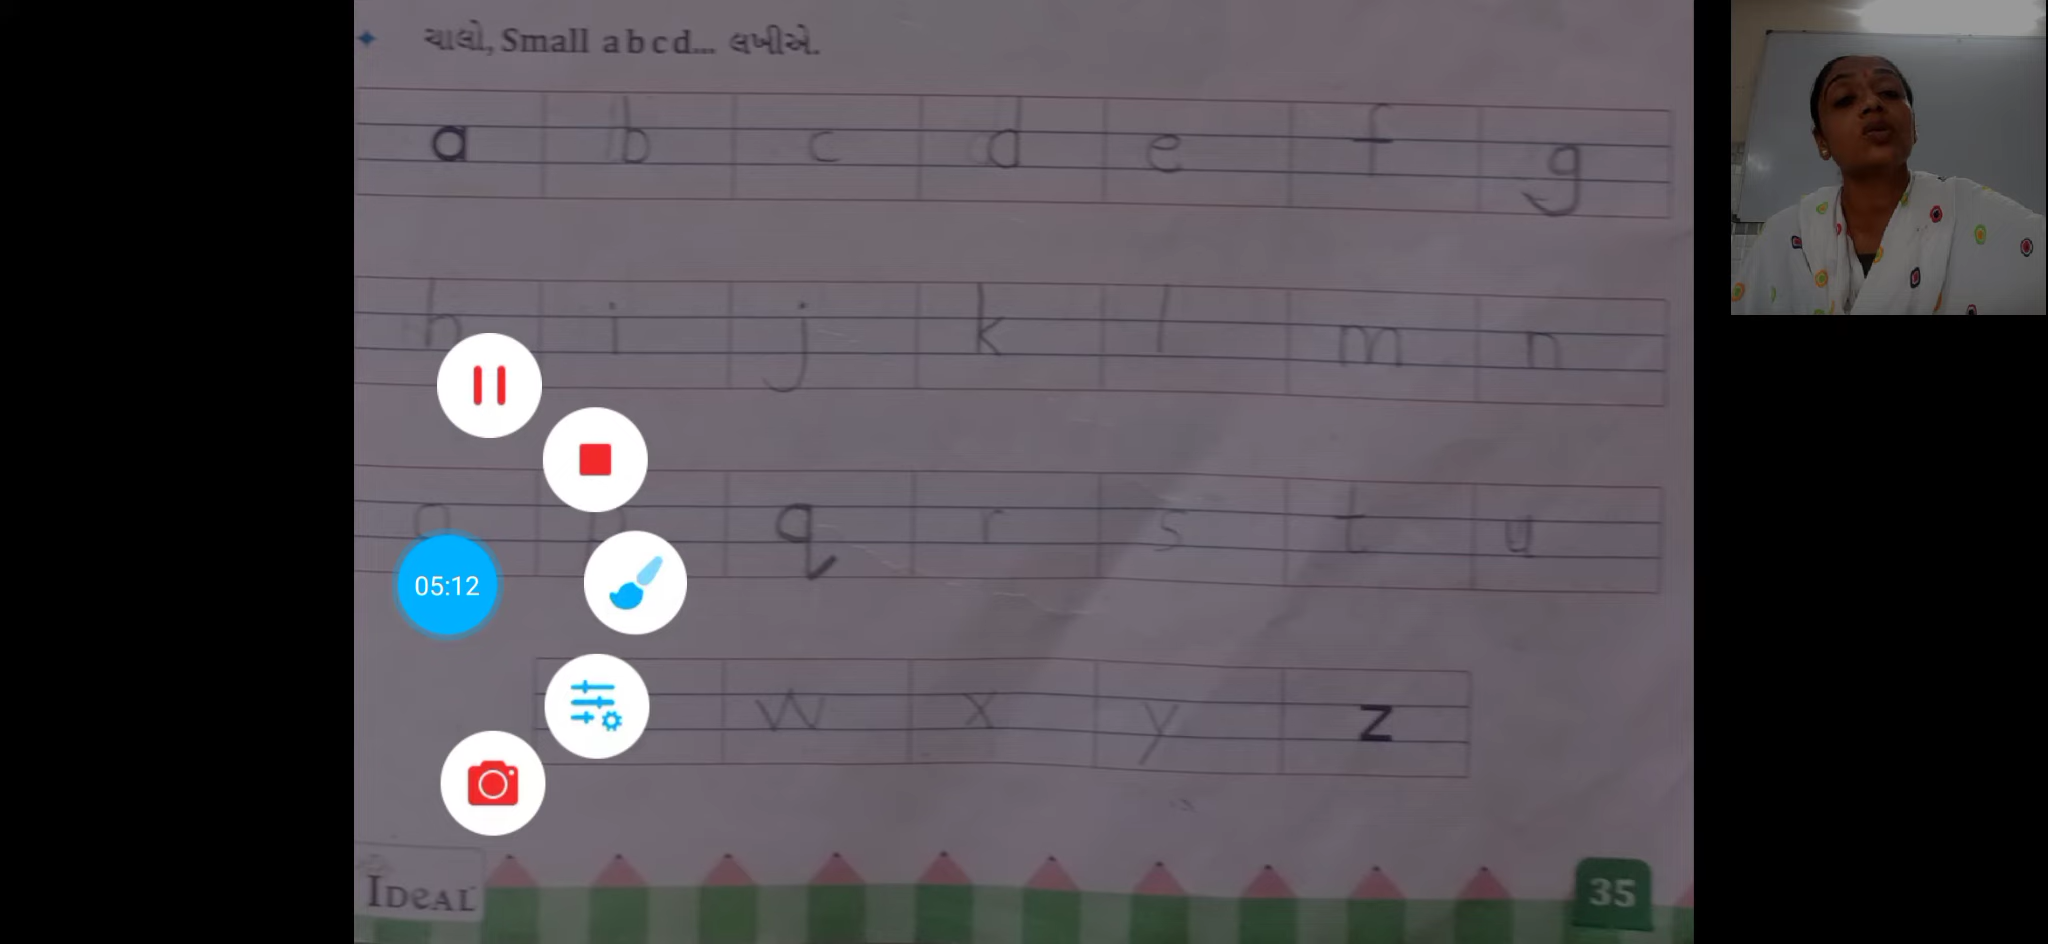 ચાલો, Small a b c d... લખીએ.
a b c d e f g
h i j k l m n
o p q r s t u
w x y z
05:12
IDeAL
35